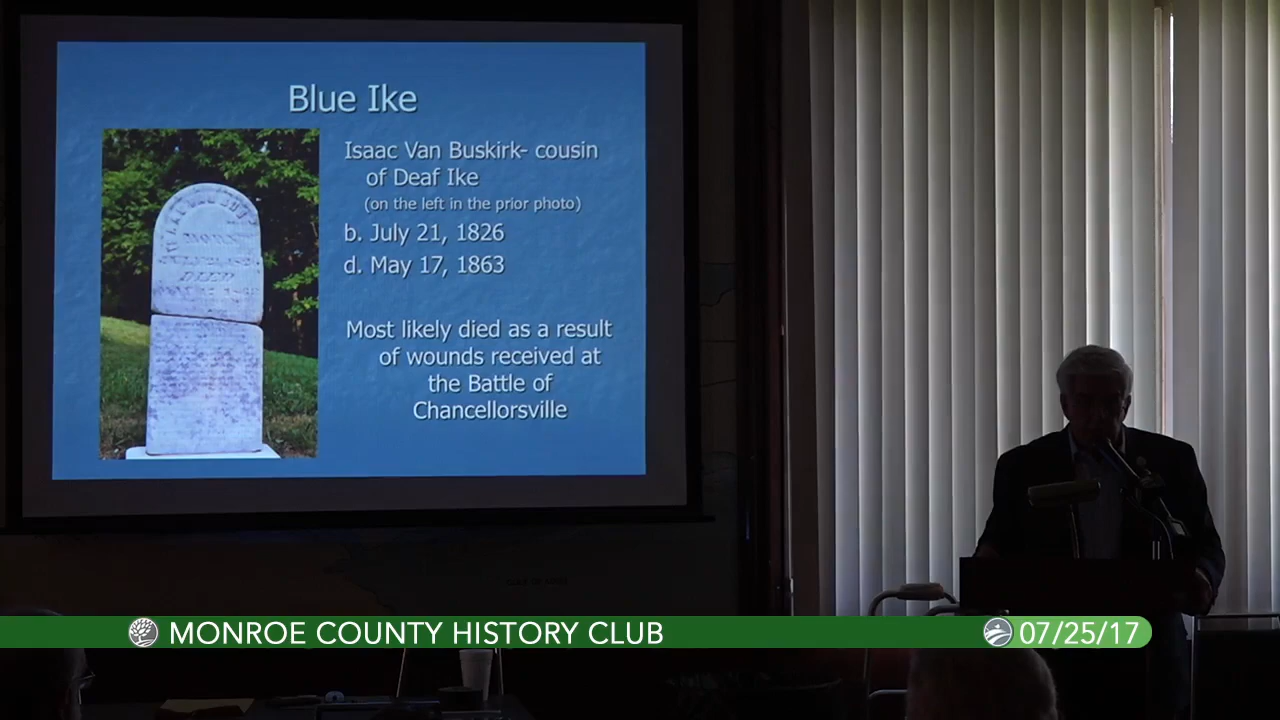 Blue Ike
Isaac Van Buskirk- cousin
of Deaf Ike
(on the left in the prior photo)
b. July 21, 1826
d. May 17, 1863
Most likely died as a result
of wounds received at
the Battle of
Chancellorsville
DIED
MONROE COUNTY HISTORY CLUB
07/25/17